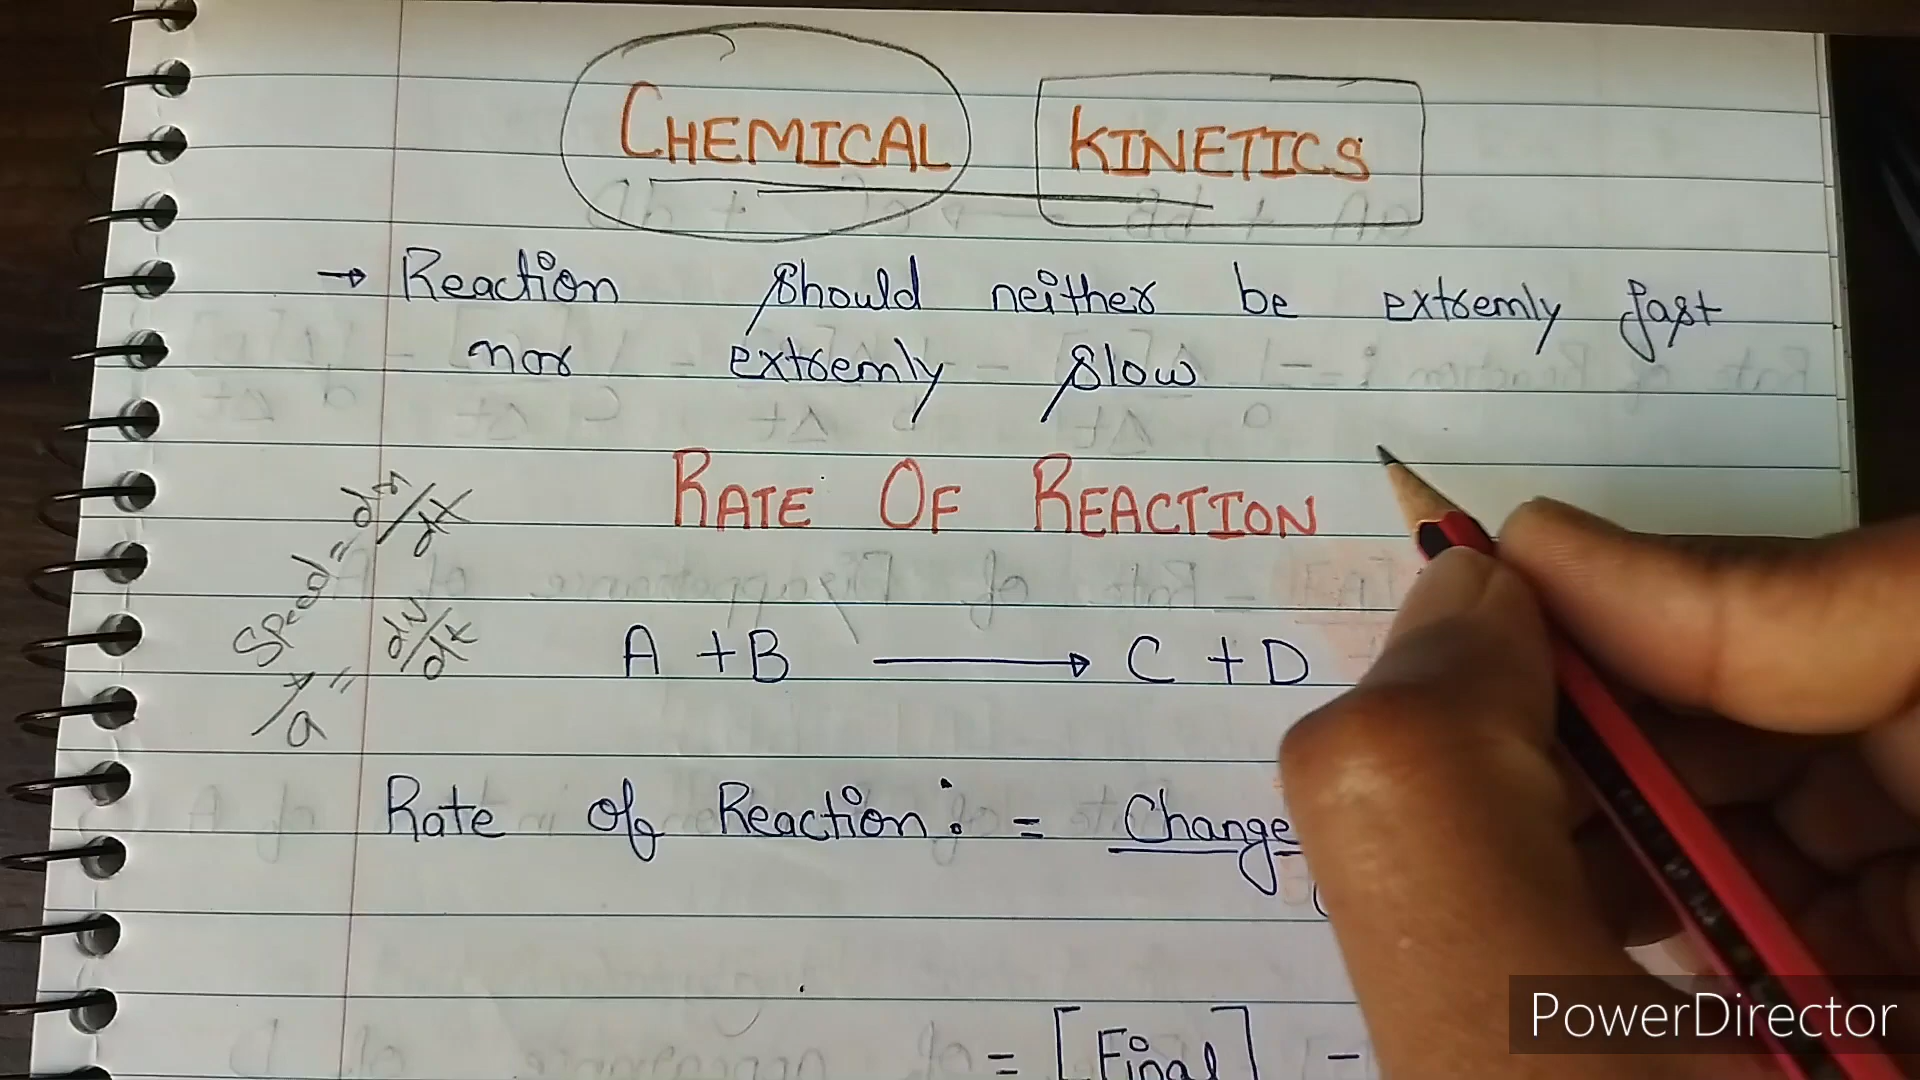 CHEMICAL KINETICS
→ Reaction should neither be extremly fast
nor extremly slow
RATE OF REACTION
Speed = dx/dt
a = dv/dt
A + B ⟶ C + D
Rate of Reaction : = Change
= [Final] -
PowerDirector